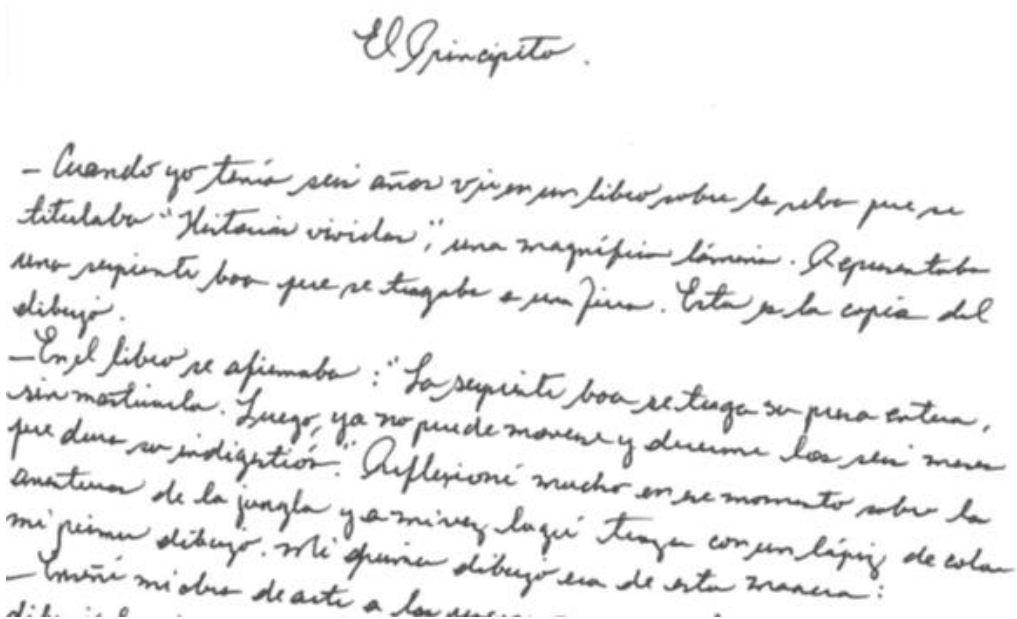 El Principito.
- Cuando yo tenía seis años vi en un libro sobre la selva que se
titulaba "Historias vividas", una magnífica lámina. Representaba
una serpiente boa que se tragaba a una fiera. Esta es la copia del
dibujo.
- En el libro se afirmaba: "La serpiente boa se traga su presa entera,
sin masticarla. Luego, ya no puede moverse y duerme los seis meses
que dura su indigestión". Reflexioné mucho en ese momento sobre las
aventuras de la jungla y a mi vez logré trazar con un lápiz de color
mi primer dibujo. Mi primer dibujo era de esta manera:
- Enseñé mi obra de arte a las